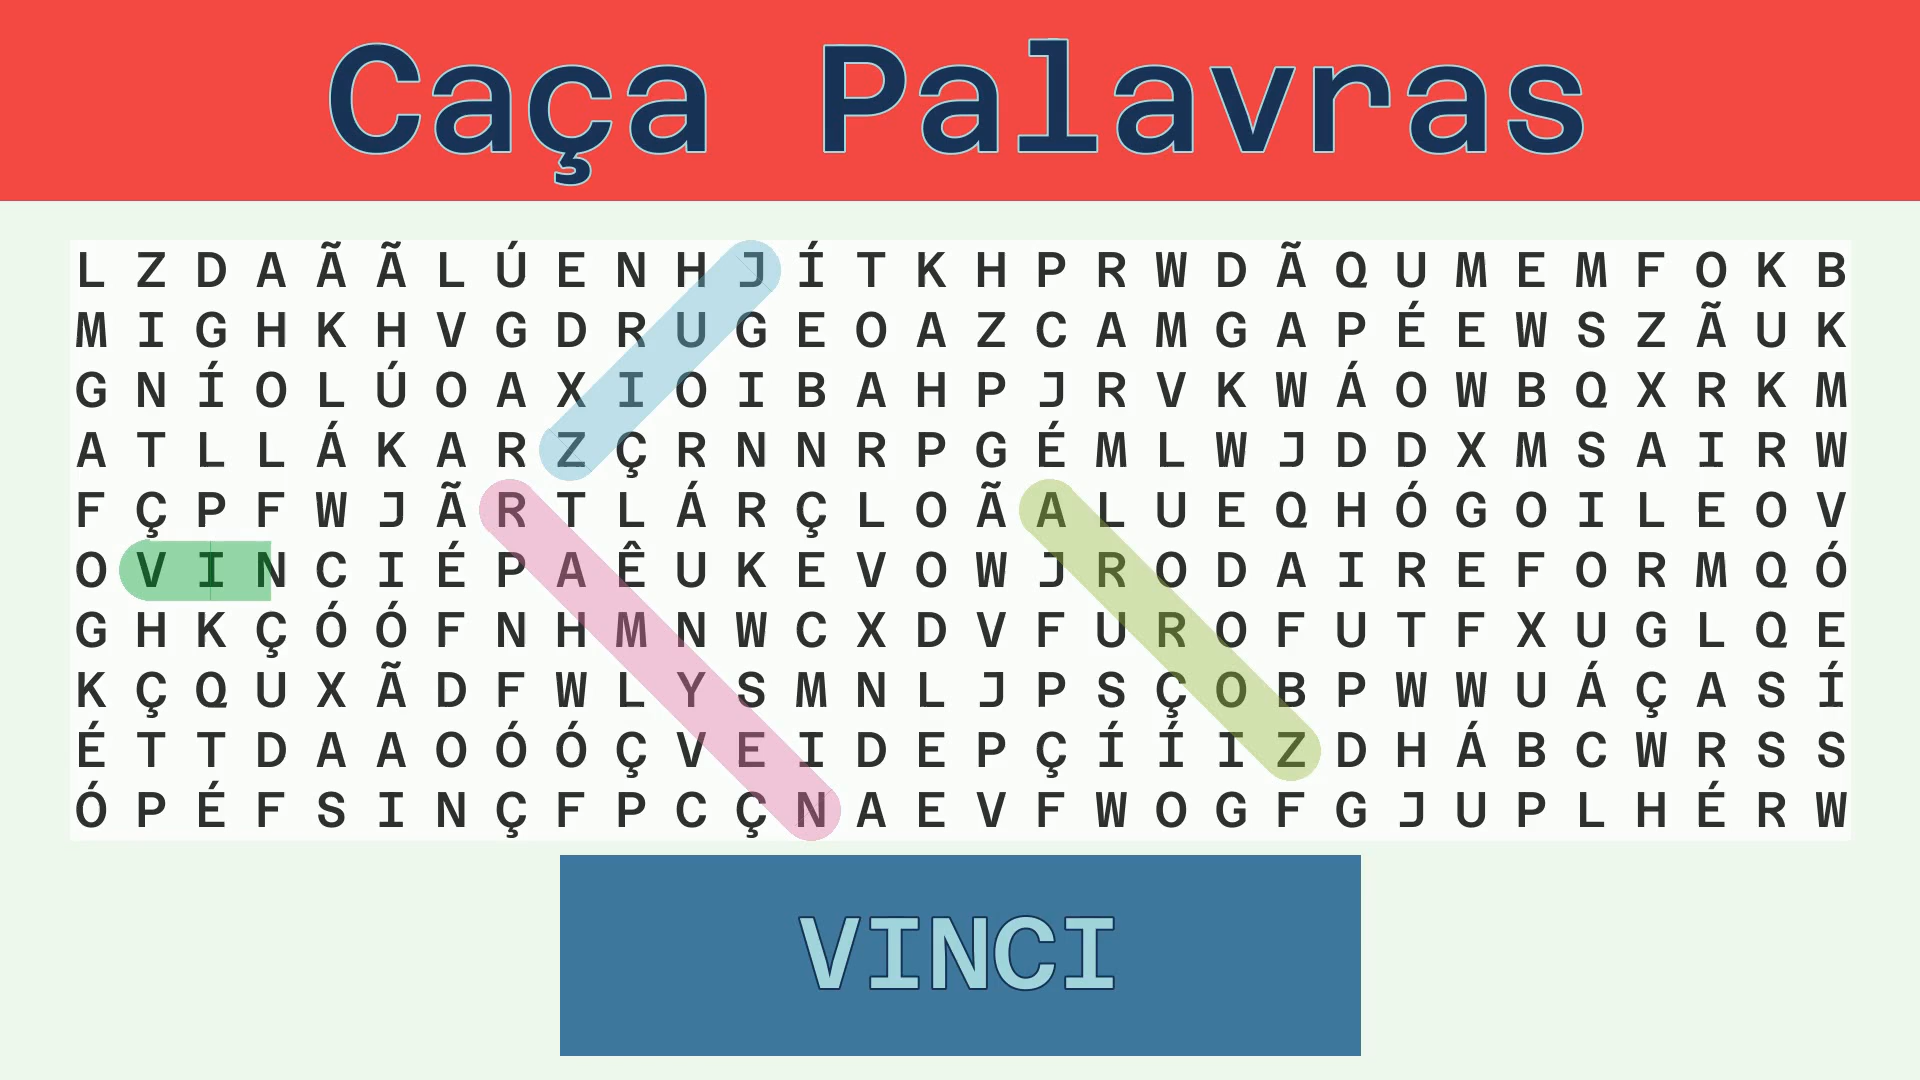 Caça Palavras
L Z D A Ã Ã L Ú E N H J Í T K H P R W D Ã Q U M E M F O K B
M I G H K H V G D R U G E O A Z C A M G A P É E W S Z Ã U K
G N Í O L Ú O A X I O I B A H P J R V K W Á O W B Q X R K M
A T L L Á K A R Z Ç R N N R P G É M L W J D D X M S A I R W
F Ç P F W J Ã R T L Á R Ç L O Ã A L U E Q H Ó G O I L E O V
O V I N C I É P A Ê U K E V O W J R O D A I R E F O R M Q Ó
G H K Ç Ó Ó F N H M N W C X D V F U R O F U T F X U G L Q E
K Ç Q U X Ã D F W L Y S M N L J P S Ç O B P W W U Á Ç A S Í
É T T D A A O Ó Ó Ç V E I D E P Ç Í Í I Z D H Á B C W R S S
Ó P É F S I N Ç F P C Ç N A E V F W O G F G J U P L H É R W
VINCI